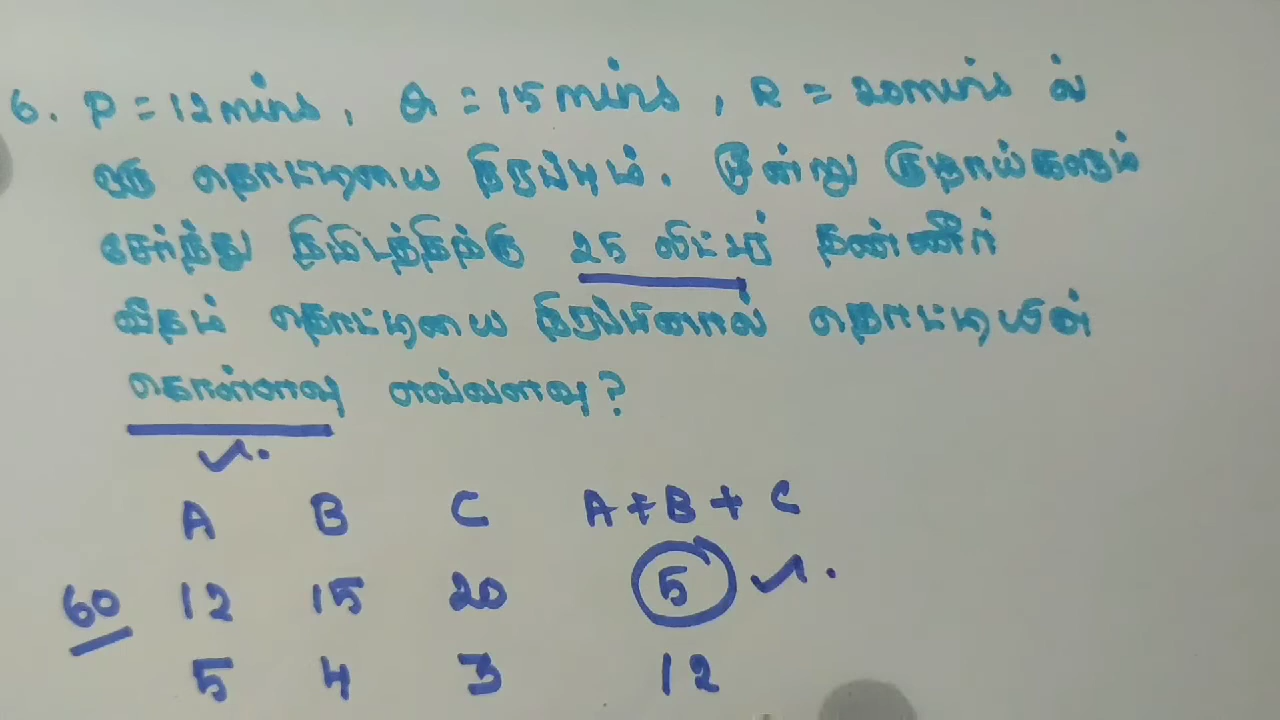 6. P = 12 mins, Q = 15 mins, R = 20 mins ல்
ஒரு தொட்டியை நிரப்பும். மூன்று குழாய்களும்
சேர்ந்து நிமிடத்திற்கு 25 லிட்டர் தண்ணீர்
வீதம் தொட்டியை நிரப்பினால் தொட்டியின்
கொள்ளளவு எவ்வளவு?
A B C A + B + C
60 12 15 20 5
5 4 3 12